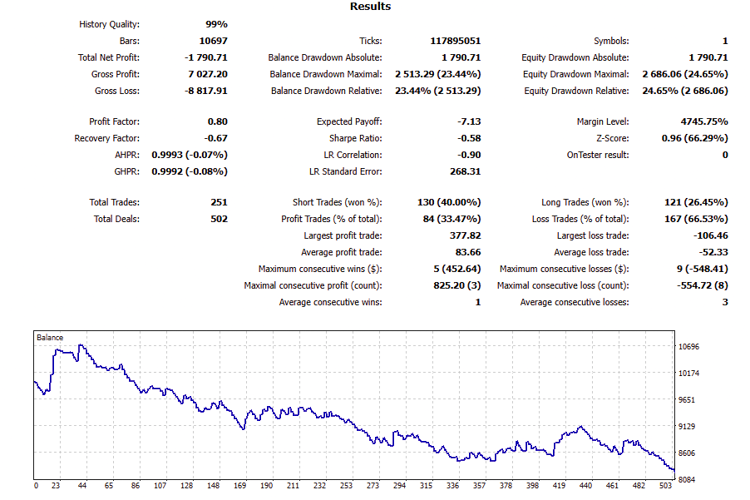 Results
History Quality: 99%
Bars: 10697 Ticks: 117895051 Symbols: 1
Total Net Profit: -1 790.71 Balance Drawdown Absolute: 1 790.71 Equity Drawdown Absolute: 1 790.71
Gross Profit: 7 027.20 Balance Drawdown Maximal: 2 513.29 (23.44%) Equity Drawdown Maximal: 2 686.06 (24.65%)
Gross Loss: -8 817.91 Balance Drawdown Relative: 23.44% (2 513.29) Equity Drawdown Relative: 24.65% (2 686.06)
Profit Factor: 0.80 Expected Payoff: -7.13 Margin Level: 4745.75%
Recovery Factor: -0.67 Sharpe Ratio: -0.58 Z-Score: 0.96 (66.29%)
AHPR: 0.9993 (-0.07%) LR Correlation: -0.90 OnTester result: 0
GHPR: 0.9992 (-0.08%) LR Standard Error: 268.31
Total Trades: 251 Short Trades (won %): 130 (40.00%) Long Trades (won %): 121 (26.45%)
Total Deals: 502 Profit Trades (% of total): 84 (33.47%) Loss Trades (% of total): 167 (66.53%)
Largest profit trade: 377.82 Largest loss trade: -106.46
Average profit trade: 83.66 Average loss trade: -52.33
Maximum consecutive wins ($): 5 (452.64) Maximum consecutive losses ($): 9 (-548.41)
Maximal consecutive profit (count): 825.20 (3) Maximal consecutive loss (count): -554.72 (8)
Average consecutive wins: 1 Average consecutive losses: 3
Balance
10696
10174
9651
9129
8606
8084
0 23 44 65 86 107 128 148 169 190 211 232 253 273 294 315 336 357 378 398 419 440 461 482 503